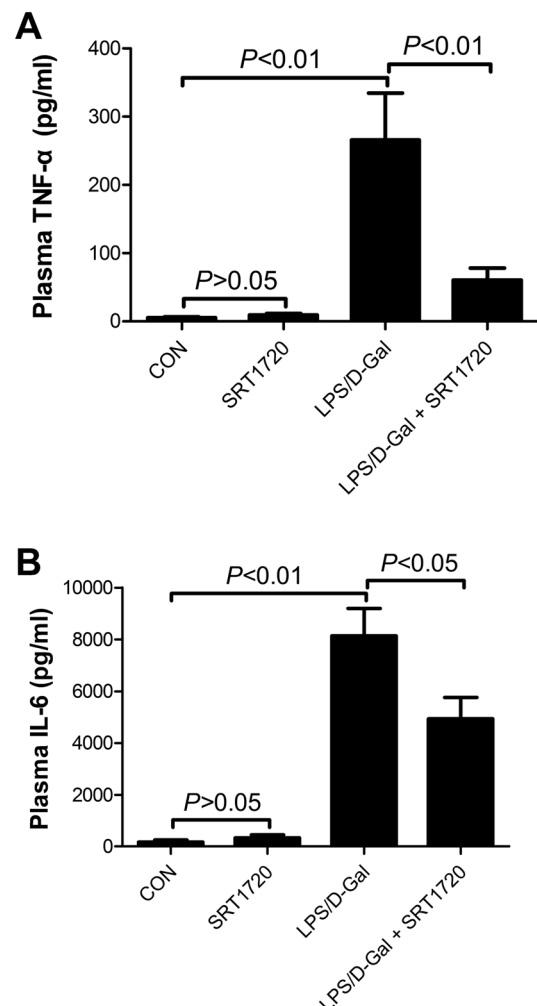 A
Plasma TNF-α (pg/ml)
400
300
200
100
0
P<0.01
P<0.01
P>0.05
CON
SRT1720
LPS/D-Gal
LPS/D-Gal + SRT1720
B
Plasma IL-6 (pg/ml)
10000
8000
6000
4000
2000
0
P<0.01
P<0.05
P>0.05
CON
SRT1720
LPS/D-Gal
LPS/D-Gal + SRT1720